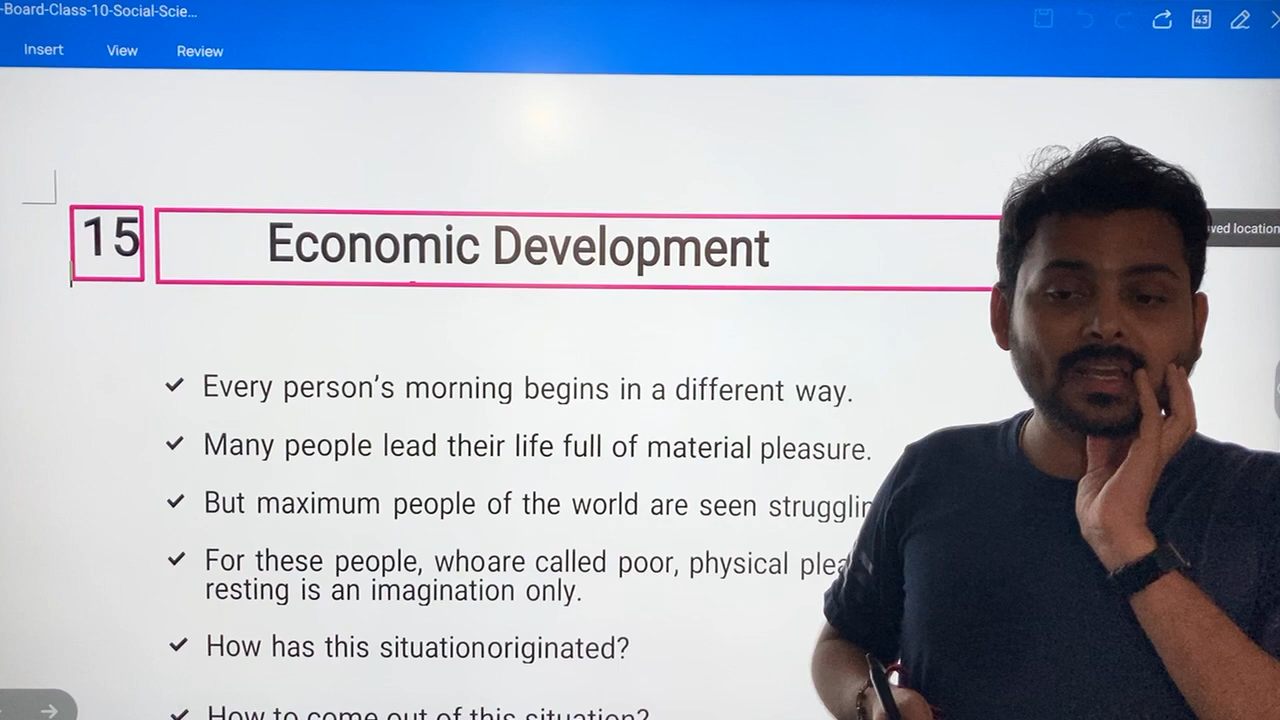 -Board-Class-10-Social-Scie...
43
Insert View Review
15 Economic Development
location
✓ Every person's morning begins in a different way.
✓ Many people lead their life full of material pleasure.
✓ But maximum people of the world are seen
✓ For these people, whoare called poor, physical
resting is an imagination only.
✓ How has this situationoriginated?
✓ How to come out of this situation?